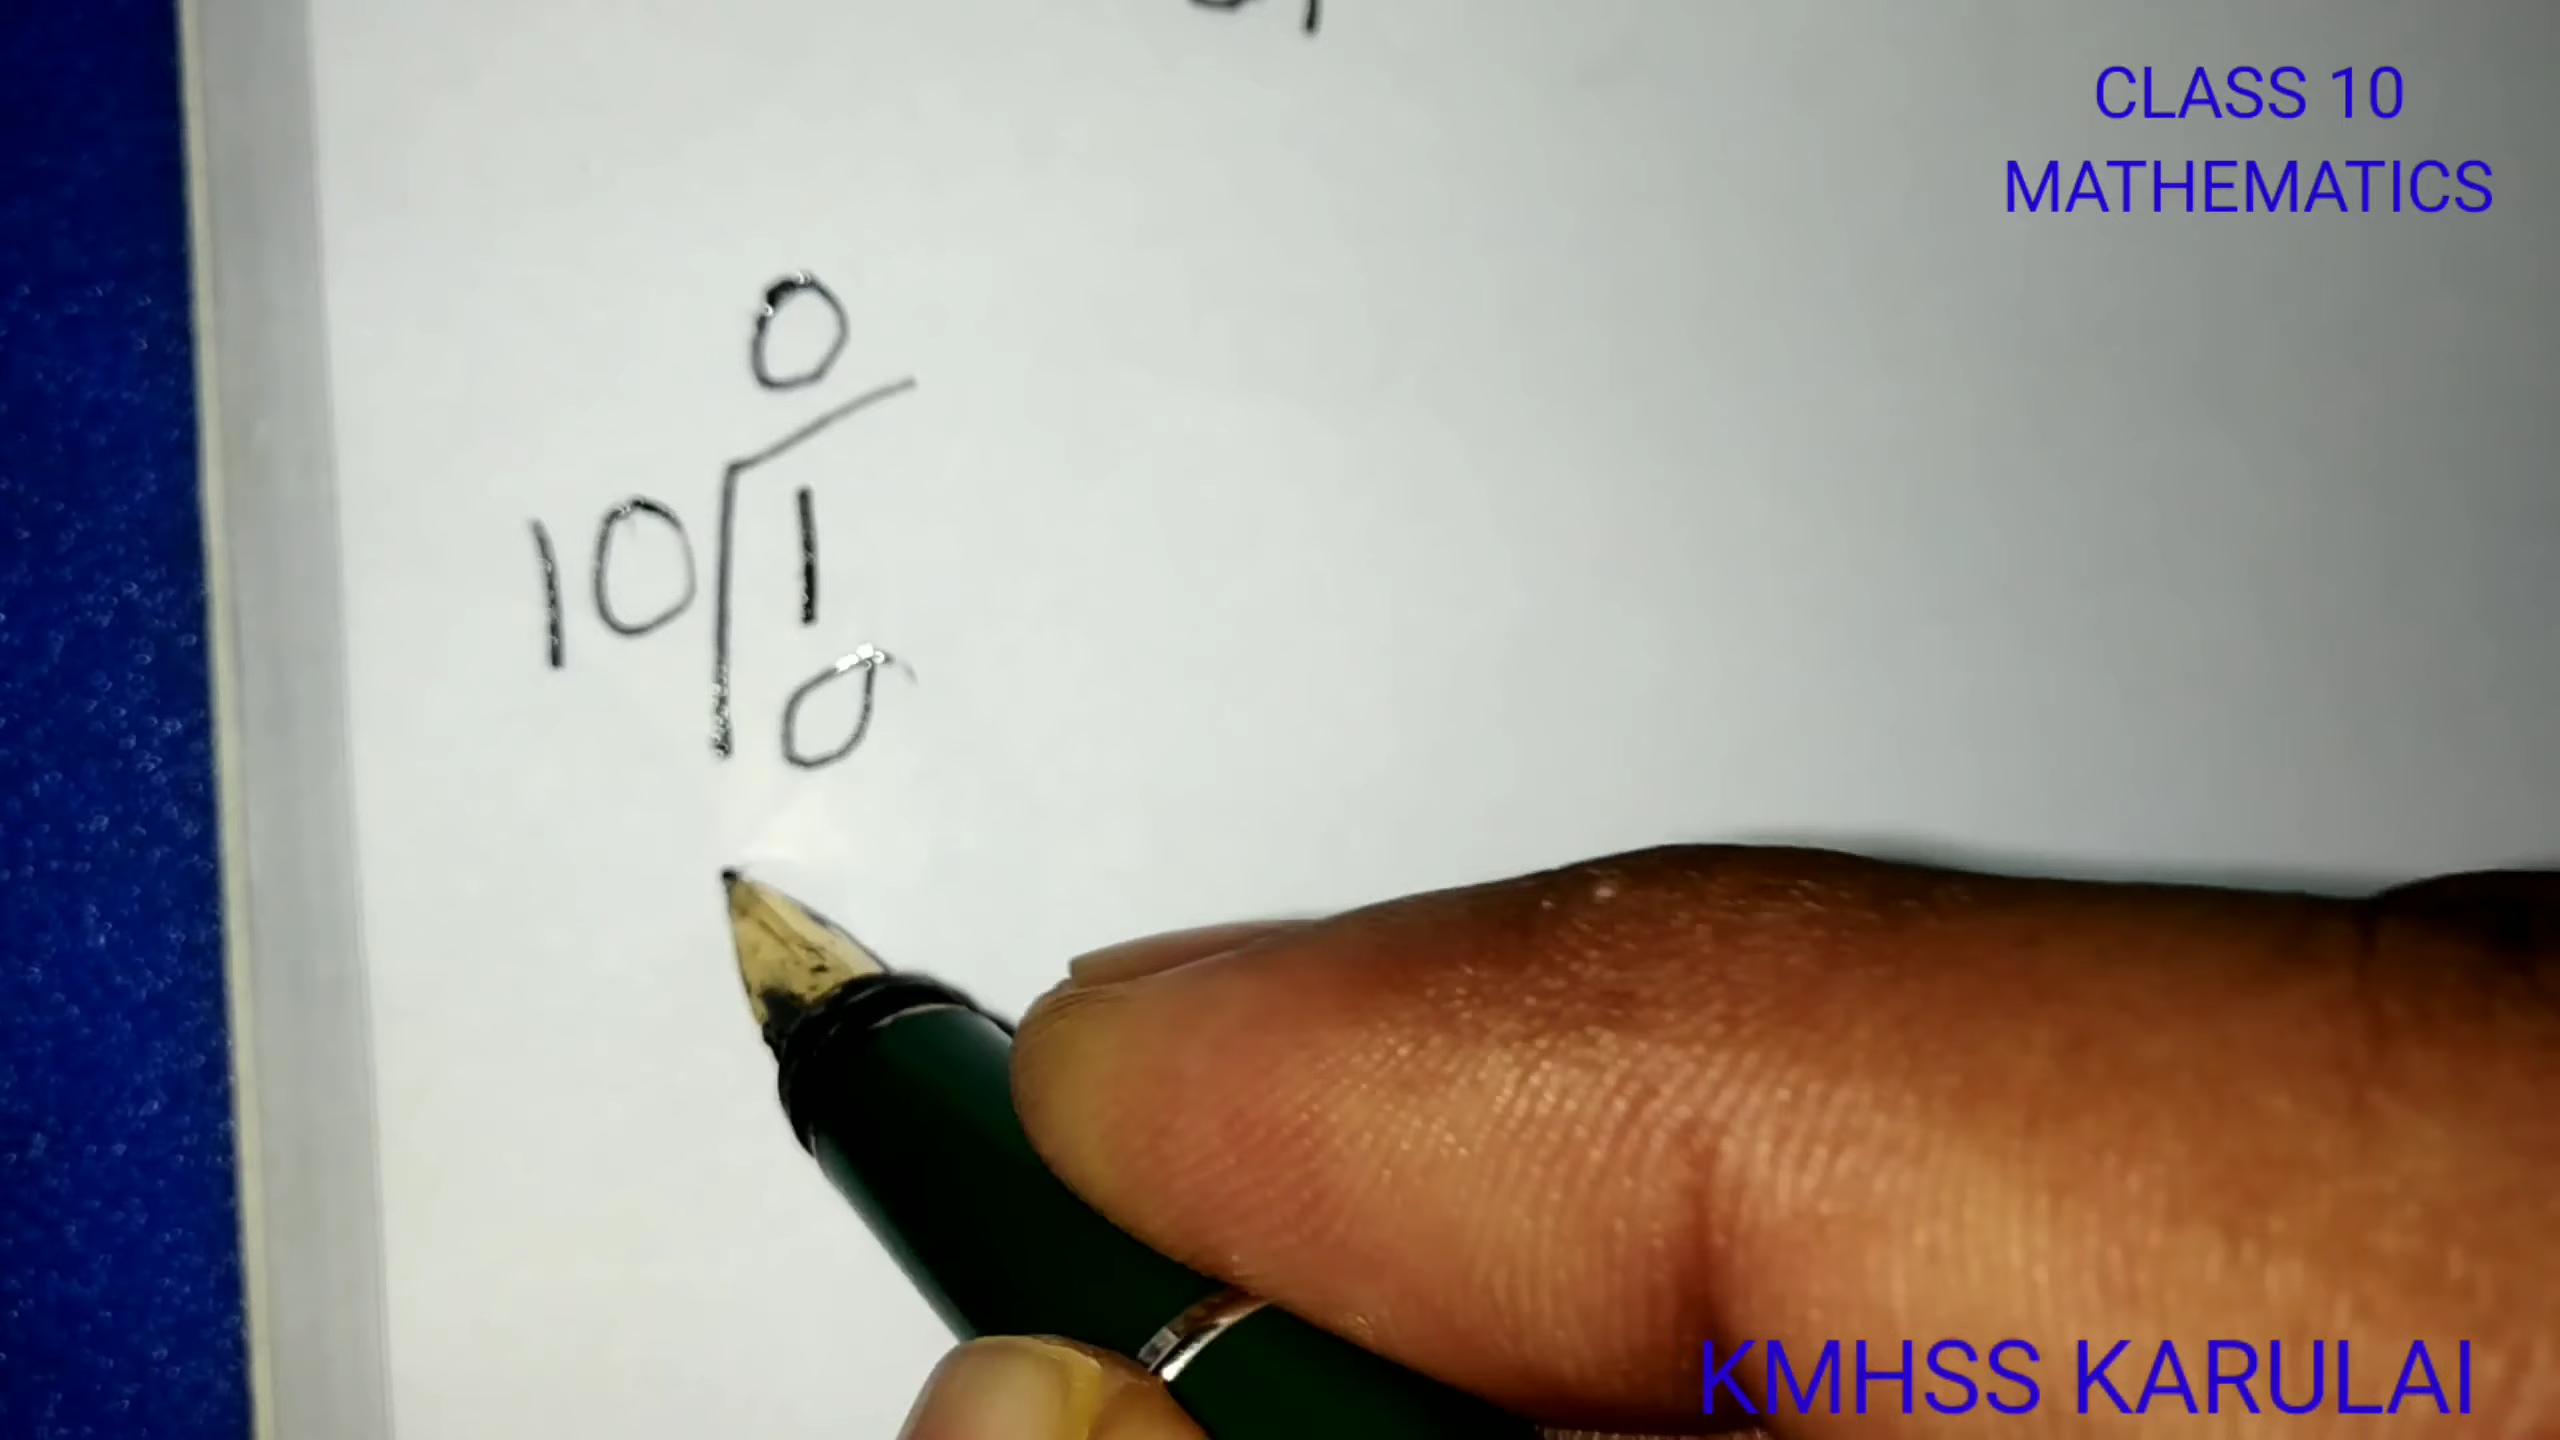 CLASS 10
MATHEMATICS
0
10 1
0
KMHSS KARULAI